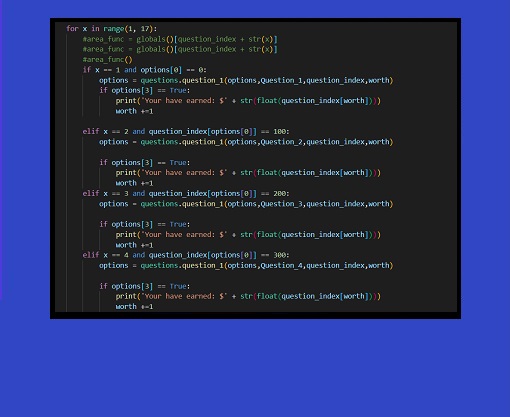 for x in range(1, 17):
#area_func = globals()[question_index + str(x)]
#area_func = globals()[question_index + str(x)]
#area_func()
if x == 1 and options[0] == 0:
options = questions.question_1(options,Question_1,question_index,worth)
if options[3] == True:
print('Your have earned: $' + str(float(question_index[worth])))
worth +=1
elif x == 2 and question_index[options[0]] == 100:
options = questions.question_1(options,Question_2,question_index,worth)
if options[3] == True:
print('Your have earned: $' + str(float(question_index[worth])))
worth +=1
elif x == 3 and question_index[options[0]] == 200:
options = questions.question_1(options,Question_3,question_index,worth)
if options[3] == True:
print('Your have earned: $' + str(float(question_index[worth])))
worth +=1
elif x == 4 and question_index[options[0]] == 300:
options = questions.question_1(options,Question_4,question_index,worth)
if options[3] == True:
print('Your have earned: $' + str(float(question_index[worth])))
worth +=1